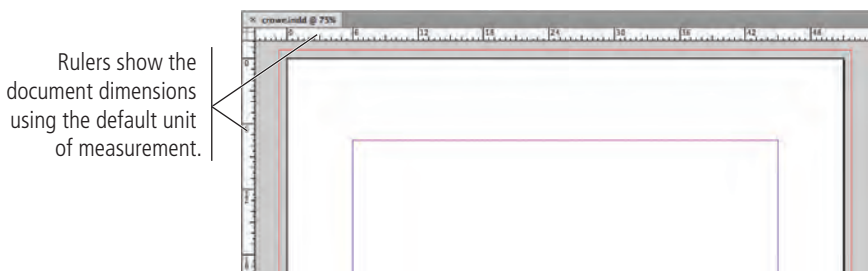 × crowe.indd @ 75%
0 6 12 18 24 30 36 42 48
Rulers show the
document dimensions
using the default unit
of measurement.
0